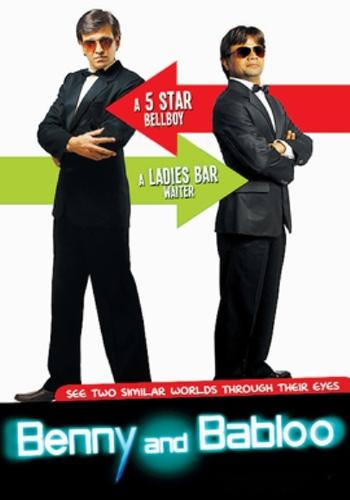 A 5 STAR
BELLBOY
A LADIES BAR
WAITER
SEE TWO SIMILAR WORLDS THROUGH THEIR EYES
Benny and Babloo